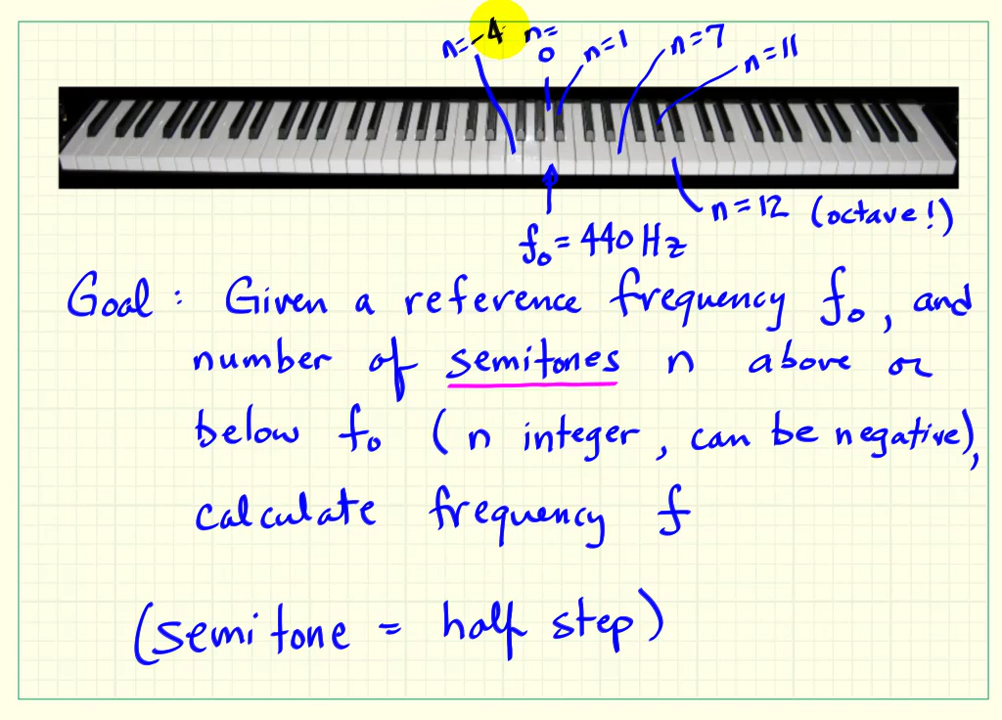 n=-4 n=0 n=1 n=7 n=11
n=12 (octave!)
f₀ = 440 Hz
Goal: Given a reference frequency f₀, and
number of semitones n above or
below f₀ (n integer, can be negative),
calculate frequency f
(semitone = half step)